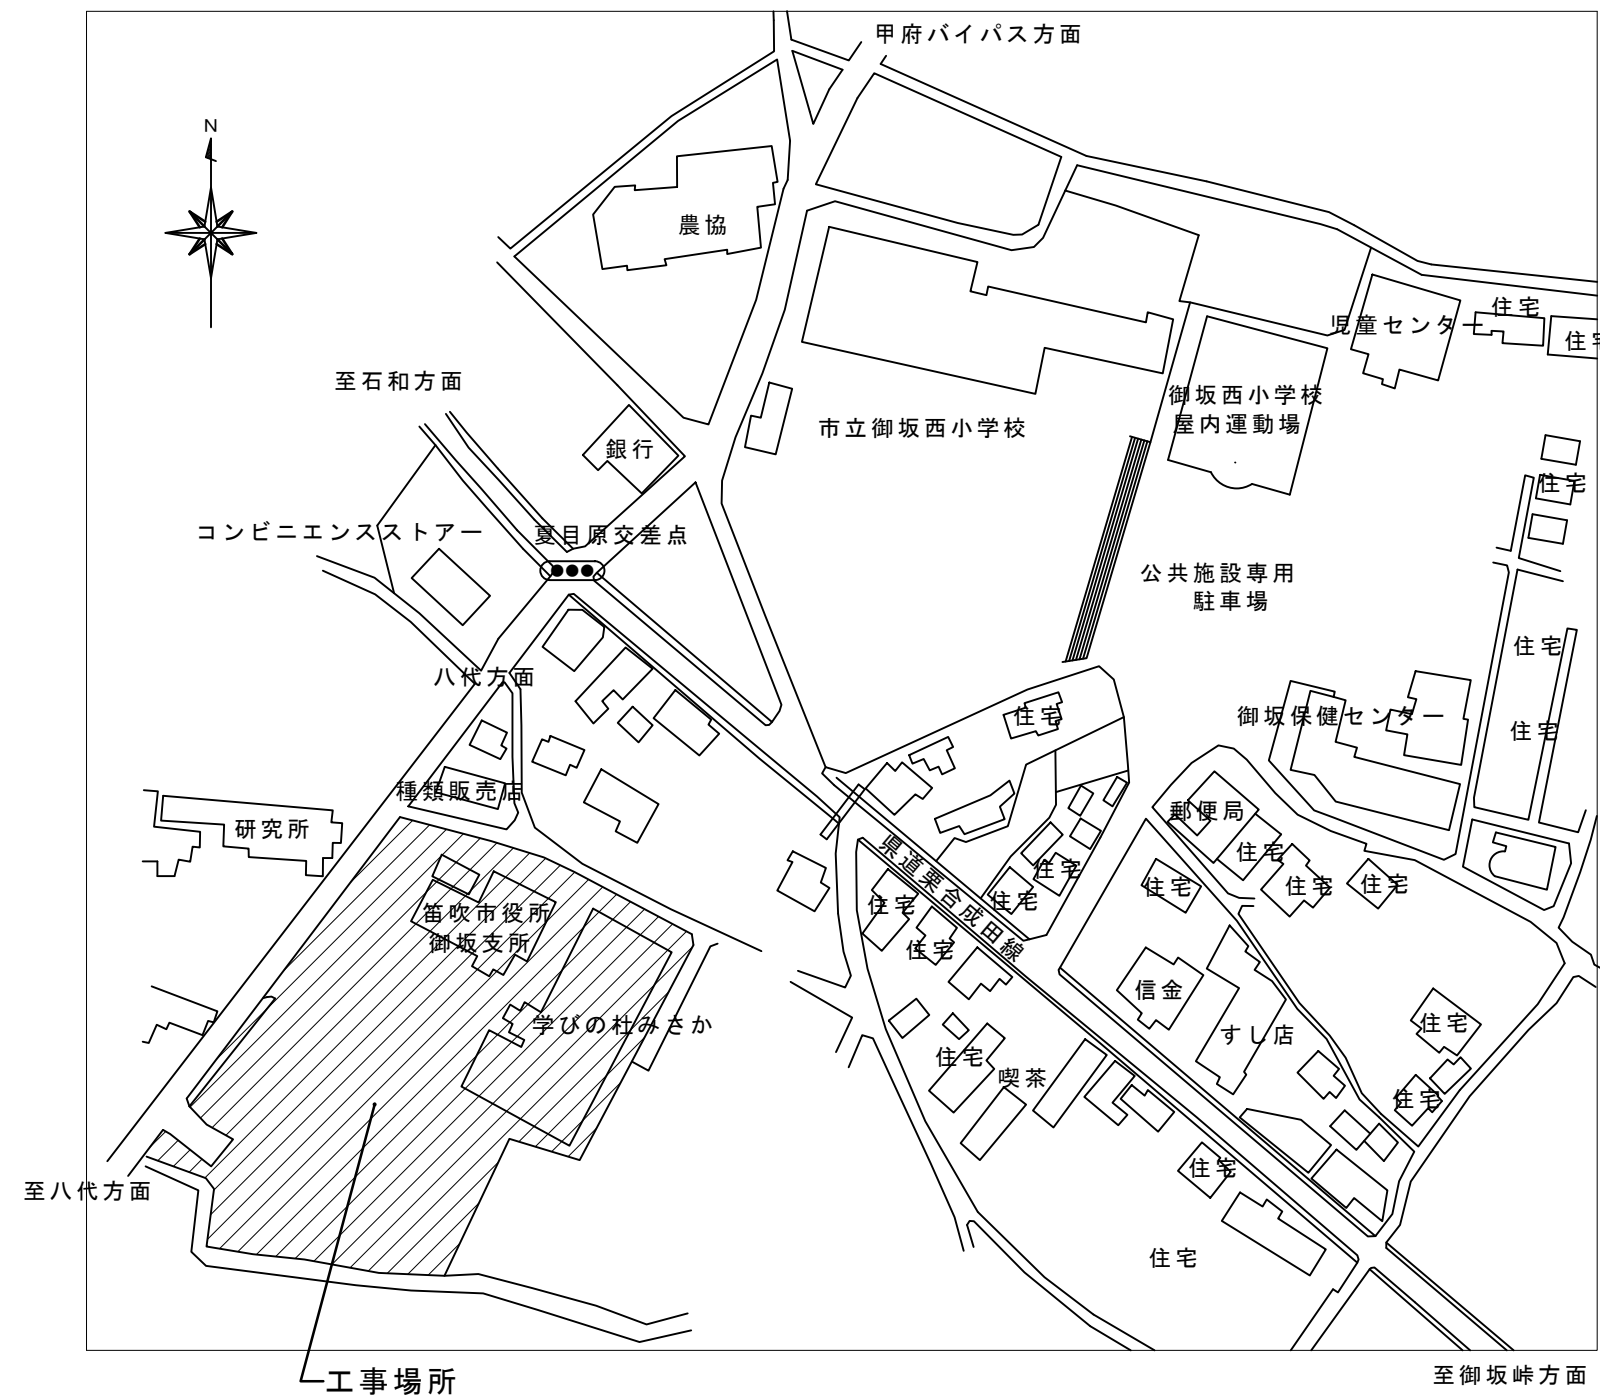 甲府バイパス方面
N
農協
住宅
児童センター
住宅
至石和方面
御坂西小学校
屋内運動場
市立御坂西小学校
銀行
住宅
コンビニエンスストアー
夏目原交差点
公共施設専用
駐車場
住宅
八代方面
住宅
御坂保健センター
住宅
種類販売店
郵便局
研究所
県道栗合成田線
住宅
住宅
住宅
住宅
住宅
住宅
住宅
住宅
笛吹市役所
御坂支所
住宅
信金
学びの杜みさか
すし店
住宅
住宅
喫茶
住宅
住宅
至八代方面
住宅
工事場所
至御坂峠方面